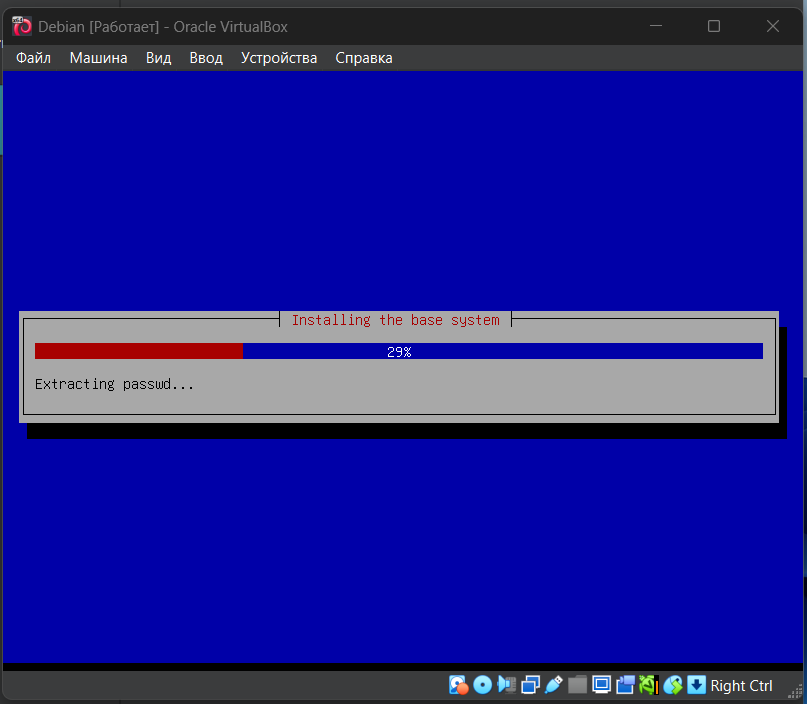 Debian [Работает] - Oracle VirtualBox
Файл Машина Вид Ввод Устройства Справка
Installing the base system
29%
Extracting passwd...
Right Ctrl